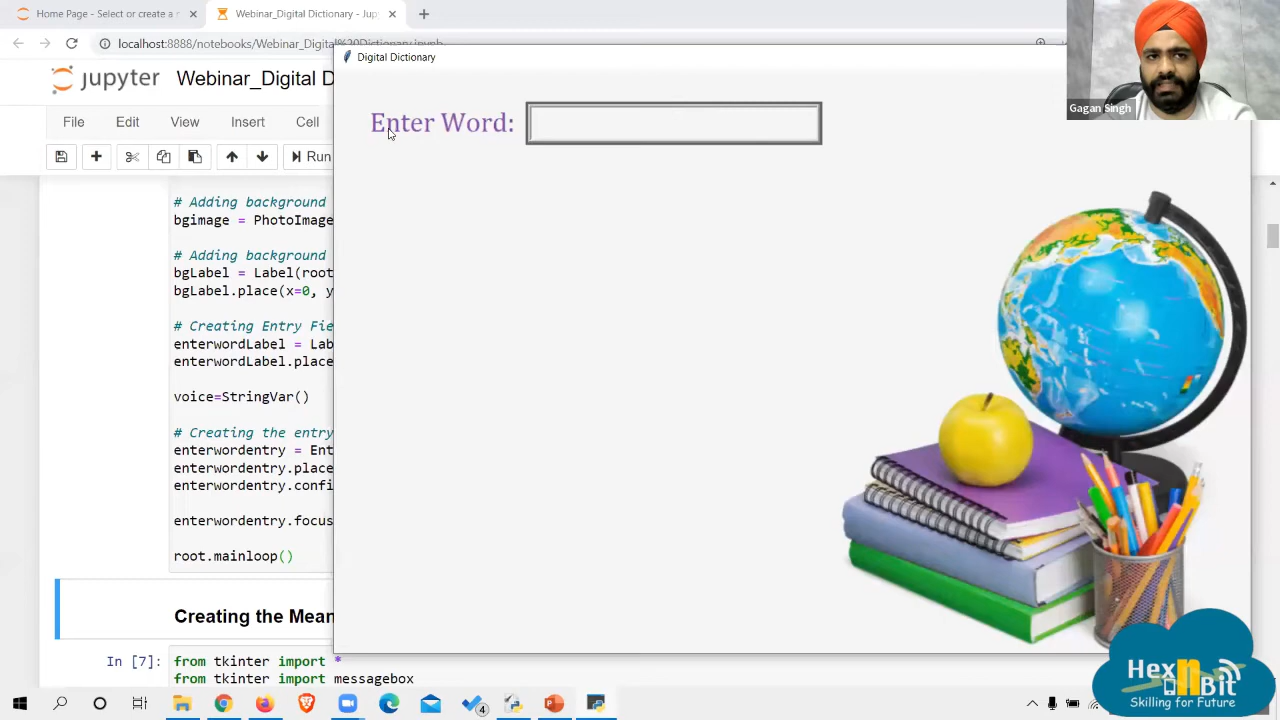 Home Page - Select or create a
Webinar_Digital Dictionary - Jup
localhost:8888/notebooks/Webinar_Digital%20Dictionary.ipynb
Digital Dictionary
Gagan Singh
jupyter Webinar_Digital D
File Edit View Insert Cell
Run
Enter Word:
# Adding background
bgimage = PhotoImage
# Adding background
bgLabel = Label(root
bgLabel.place(x=0, y
# Creating Entry Fie
enterwordLabel = Lab
enterwordLabel.place
voice=StringVar()
# Creating the entry
enterwordentry = Ent
enterwordentry.place
enterwordentry.confi
enterwordentry.focus
root.mainloop()
Creating the Mean
In [7]: from tkinter import *
from tkinter import messagebox
4
Hex n Bit
Skilling for Future